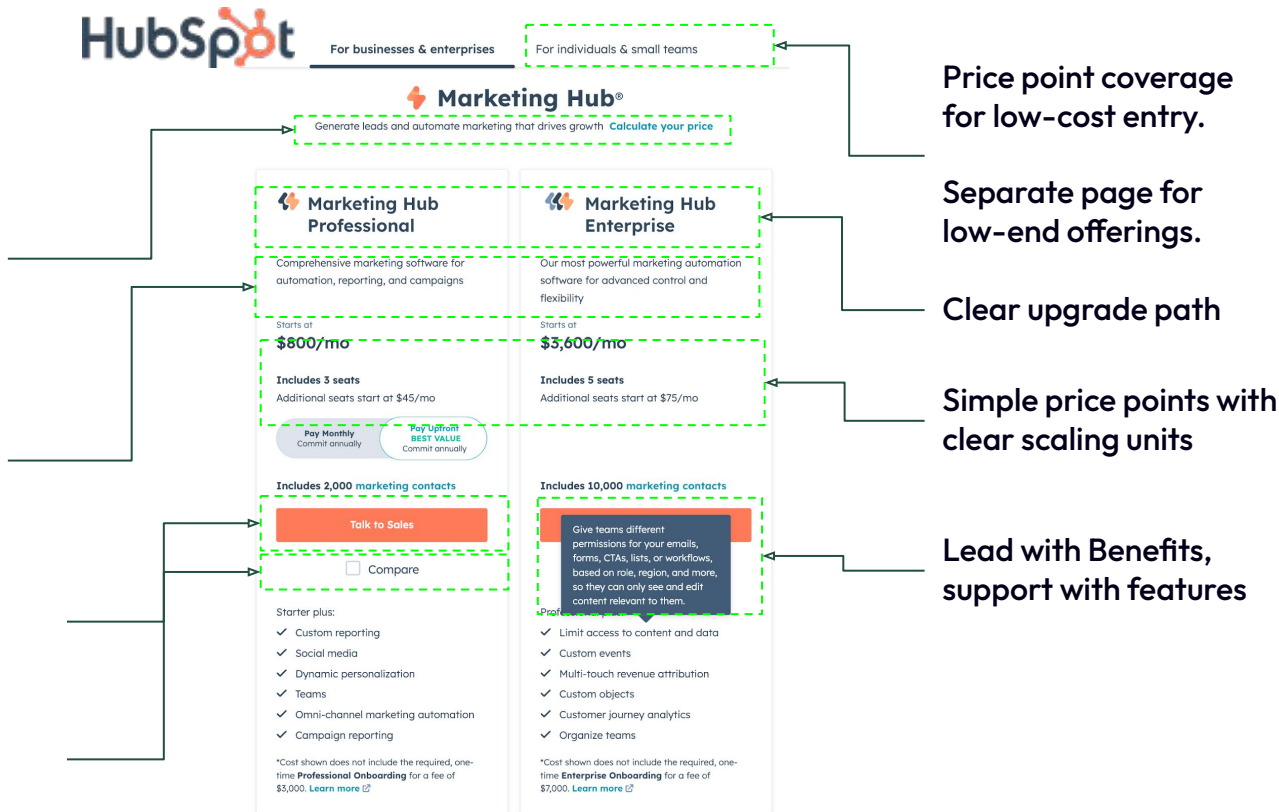 HubSpot
For businesses & enterprises
For individuals & small teams
Marketing Hub®
Generate leads and automate marketing that drives growth Calculate your price
Marketing Hub
Professional
Comprehensive marketing software for
automation, reporting, and campaigns
Starts at
$800/mo
Includes 3 seats
Additional seats start at $45/mo
Pay Monthly
Commit annually
Pay Upfront
BEST VALUE
Commit annually
Includes 2,000 marketing contacts
Talk to Sales
Compare
Starter plus:
Custom reporting
Social media
Dynamic personalization
Teams
Omni-channel marketing automation
Campaign reporting
*Cost shown does not include the required, one-
time Professional Onboarding for a fee of
$3,000. Learn more
Marketing Hub
Enterprise
Our most powerful marketing automation
software for advanced control and
flexibility
Starts at
$3,600/mo
Includes 5 seats
Additional seats start at $75/mo
Includes 10,000 marketing contacts
Give teams different
permissions for your emails,
forms, CTAs, lists, or workflows,
based on role, region, and more,
so they can only see and edit
content relevant to them.
Limit access to content and data
Custom events
Multi-touch revenue attribution
Custom objects
Customer journey analytics
Organize teams
*Cost shown does not include the required, one-
time Enterprise Onboarding for a fee of
$7,000. Learn more
Price point coverage
for low-cost entry.
Separate page for
low-end offerings.
Clear upgrade path
Simple price points with
clear scaling units
Lead with Benefits,
support with features